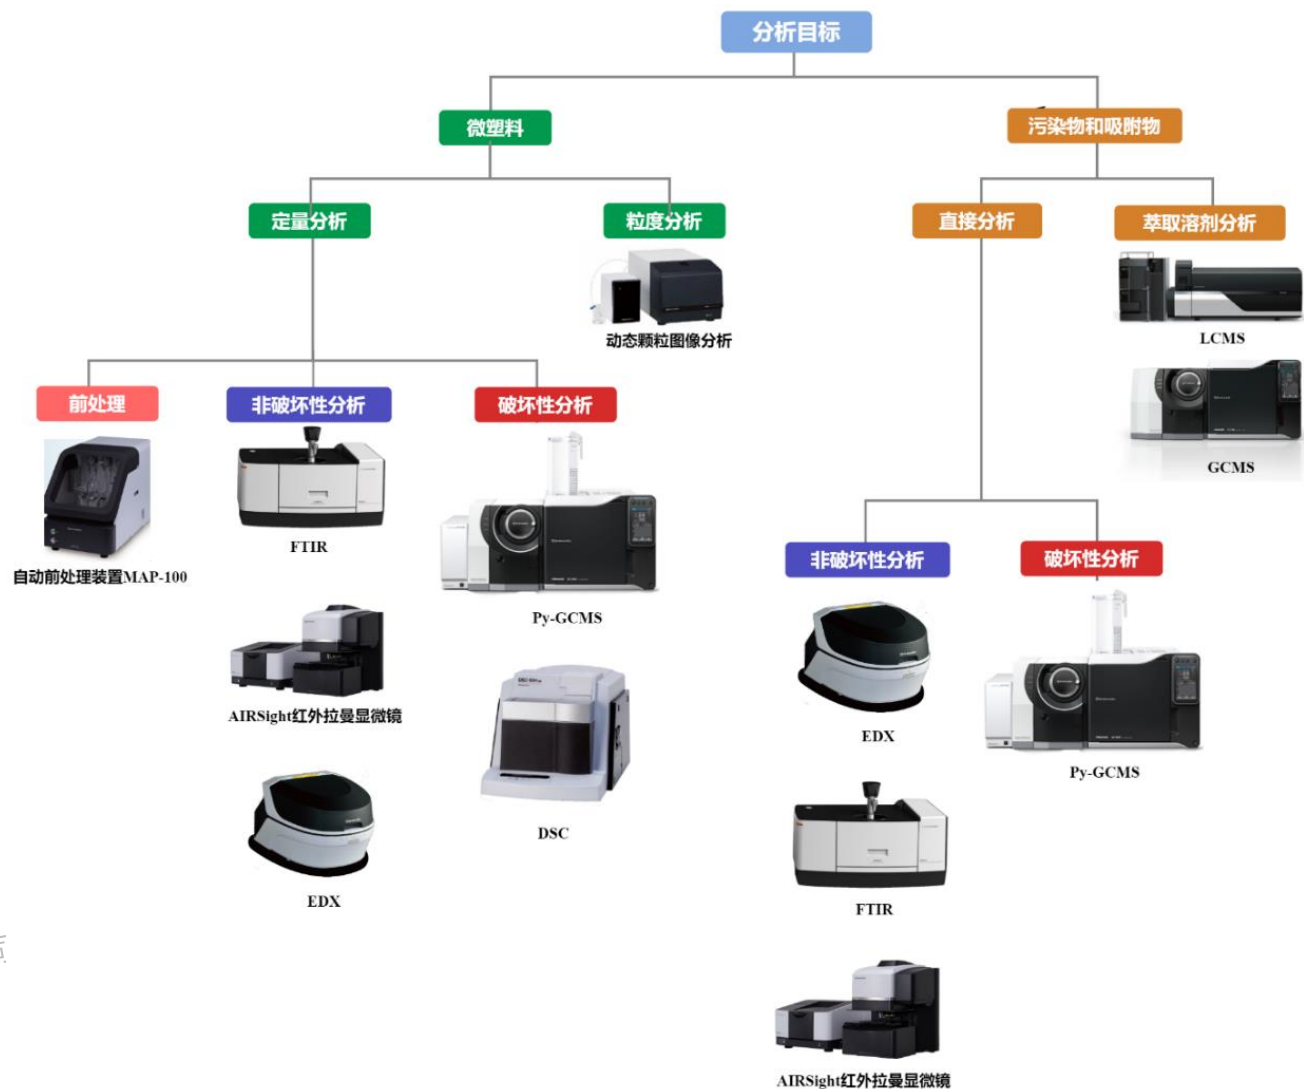 分析目标
微塑料
污染物和吸附物
定量分析
粒度分析
直接分析
萃取溶剂分析
动态颗粒图像分析
LCMS
GCMS
前处理
非破坏性分析
破坏性分析
自动前处理装置MAP-100
FTIR
AIRSight红外拉曼显微镜
EDX
Py-GCMS
DSC
非破坏性分析
破坏性分析
EDX
FTIR
AIRSight红外拉曼显微镜
Py-GCMS